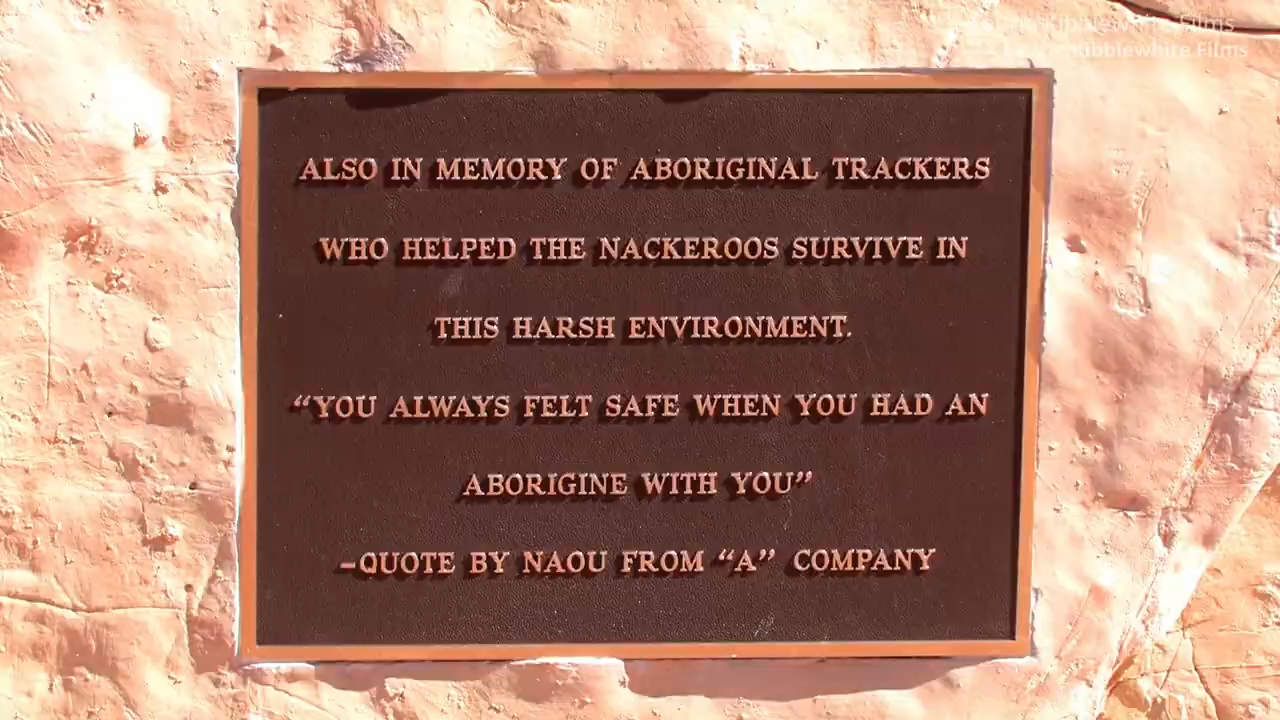 Kibblewhite Films
ALSO IN MEMORY OF ABORIGINAL TRACKERS
WHO HELPED THE NACKEROOS SURVIVE IN
THIS HARSH ENVIRONMENT.
“YOU ALWAYS FELT SAFE WHEN YOU HAD AN
ABORIGINE WITH YOU”
–QUOTE BY NAOU FROM “A” COMPANY